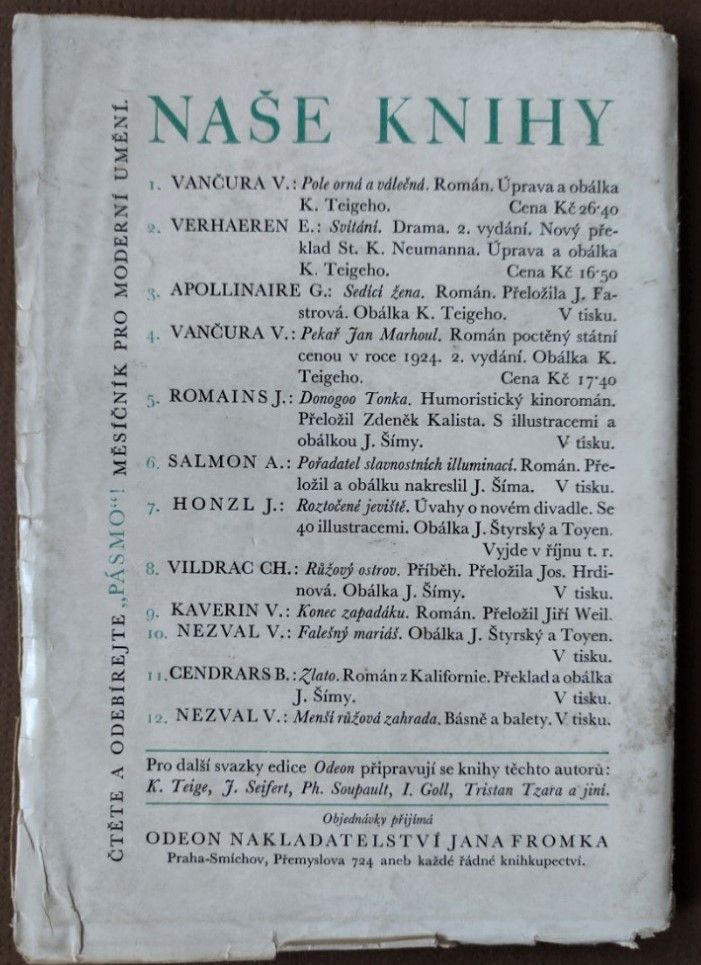 NAŠE KNIHY
1. VANČURA V.: Pole orná a válečná. Román. Úprava a obálka
K. Teigeho. Cena Kč 26·40
2. VERHAEREN E.: Svítání. Drama. 2. vydání. Nový pře-
klad St. K. Neumanna. Úprava a obálka
K. Teigeho. Cena Kč 16·50
3. APOLLINAIRE G.: Sedící žena. Román. Přeložila J. Fa-
strová. Obálka K. Teigeho. V tisku.
4. VANČURA V.: Pekař Jan Marhoul. Román poctěný státní
cenou v roce 1924. 2. vydání. Obálka K.
Teigeho. Cena Kč 17·40
5. ROMAINS J.: Donogoo Tonka. Humoristický kinoromán.
Přeložil Zdeněk Kalista. S illustracemi a
obálkou J. Šímy. V tisku.
6. SALMON A.: Pořadatel slavnostních illuminací. Román. Pře-
ložil a obálku nakreslil J. Šíma. V tisku.
7. HONZL J.: Roztočené jeviště. Úvahy o novém divadle. Se
40 illustracemi. Obálka J. Štyrský a Toyen.
Vyjde v říjnu t. r.
8. VILDRAC CH.: Růžový ostrov. Příběh. Přeložila Jos. Hrdi-
nová. Obálka J. Šímy. V tisku.
9. KAVERIN V.: Konec zapadáku. Román. Přeložil Jiří Weil.
10. NEZVAL V.: Falešný mariáš. Obálka J. Štyrský a Toyen.
V tisku.
11. CENDRARS B.: Zlato. Román z Kalifornie. Překlad a obálka
J. Šímy. V tisku.
12. NEZVAL V.: Menší růžová zahrada. Básně a balety. V tisku.
Pro další svazky edice Odeon připravují se knihy těchto autorů:
K. Teige, J. Seifert, Ph. Soupault, I. Goll, Tristan Tzara a jiní.
Objednávky přijímá
ODEON NAKLADATELSTVÍ JANA FROMKA
Praha-Smíchov, Přemyslova 724 aneb každé řádné knihkupectví.
ČTĚTE A ODEBÍREJTE „PÁSMO“! MĚSÍČNÍK PRO MODERNÍ UMĚNÍ.